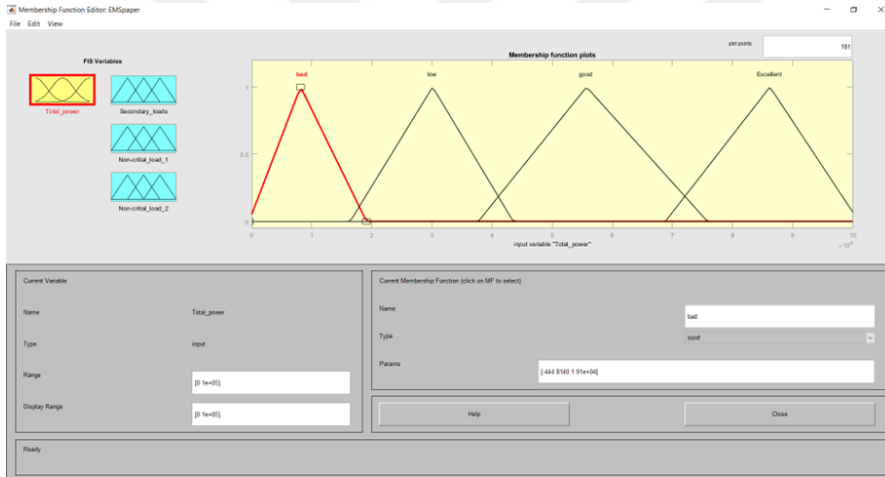 Membership Function Editor: EMSpaper
File Edit View
plot points: 181
FIS Variables
Membership function plots
Total_power
Secondary_loads
Non-critial_load_1
Non-critial_load_2
bad low good Excellant
1
0.5
0
0 1 2 3 4 5 6 7 8 9 10
input variable "Total_power"
Current Variable
Name Total_power
Type input
Range [0 1e+05]
Display Range [0 1e+05]
Current Membership Function (click on MF to select)
Name bad
Type trimf
Params [-444 8140 1.91e+04]
Help Close
Ready